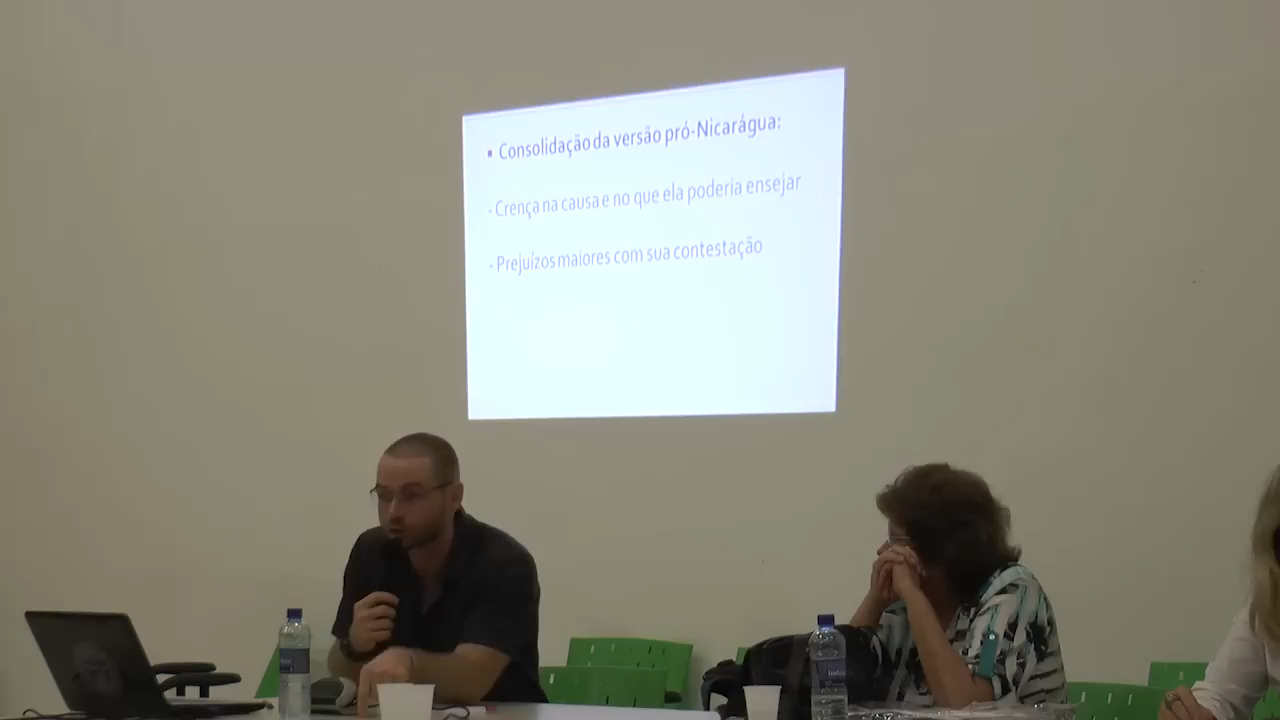 ▪ Consolidação da versão pró-Nicarágua:
- Crença na causa e no que ela poderia ensejar
- Prejuízos maiores com sua contestação